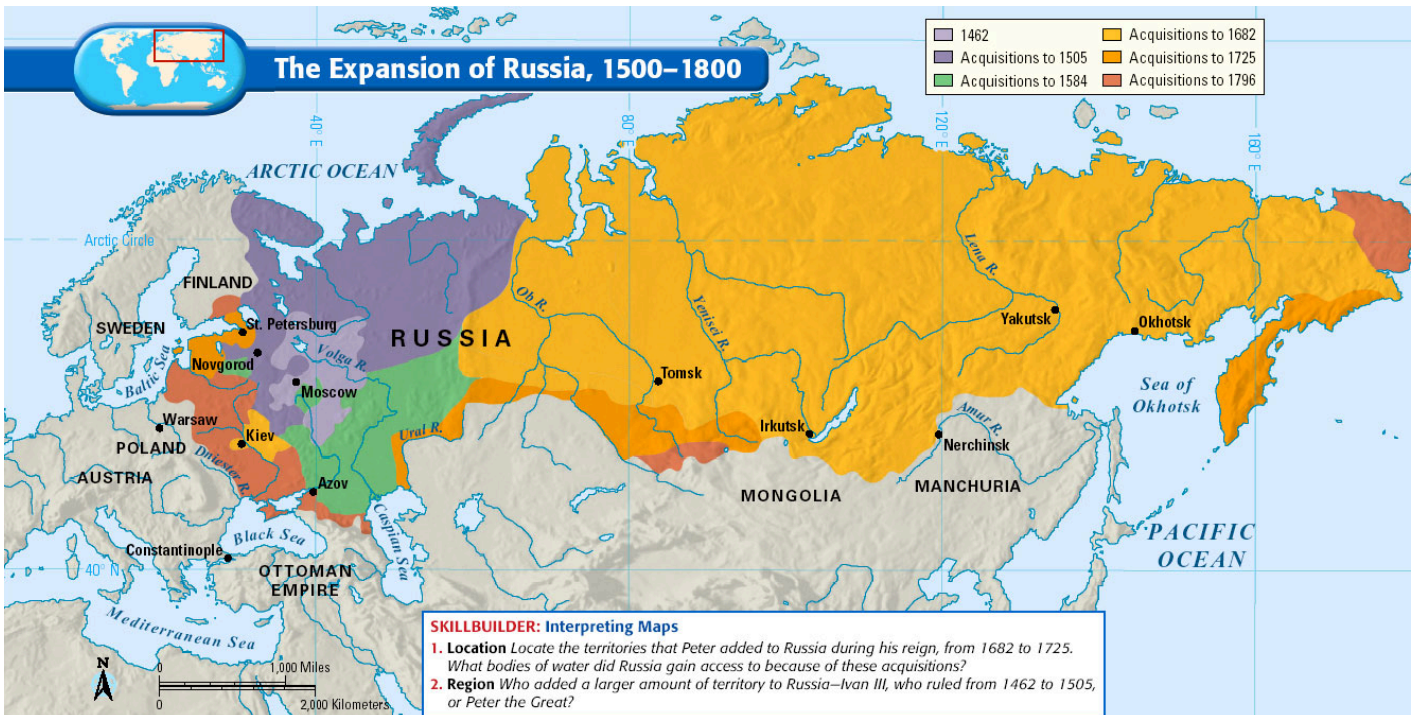 The Expansion of Russia, 1500–1800
1462
Acquisitions to 1505
Acquisitions to 1584
Acquisitions to 1682
Acquisitions to 1725
Acquisitions to 1796
40° E
80° E
120° E
160° E
ARCTIC OCEAN
Arctic Circle
FINLAND
SWEDEN
Baltic Sea
St. Petersburg
Novgorod
RUSSIA
Volga R.
Moscow
Ob R.
Yenisei R.
Lena R.
Yakutsk
Okhotsk
Tomsk
Sea of
Okhotsk
Warsaw
POLAND
Kiev
Ural R.
Irkutsk
Amur R.
Nerchinsk
Dniester R.
AUSTRIA
Azov
MONGOLIA
MANCHURIA
Caspian Sea
Black Sea
Constantinople
PACIFIC
OCEAN
40° N
OTTOMAN
EMPIRE
Mediterranean Sea
N
0
1,000 Miles
0
2,000 Kilometers
SKILLBUILDER: Interpreting Maps
1. Location Locate the territories that Peter added to Russia during his reign, from 1682 to 1725.
What bodies of water did Russia gain access to because of these acquisitions?
2. Region Who added a larger amount of territory to Russia—Ivan III, who ruled from 1462 to 1505,
or Peter the Great?